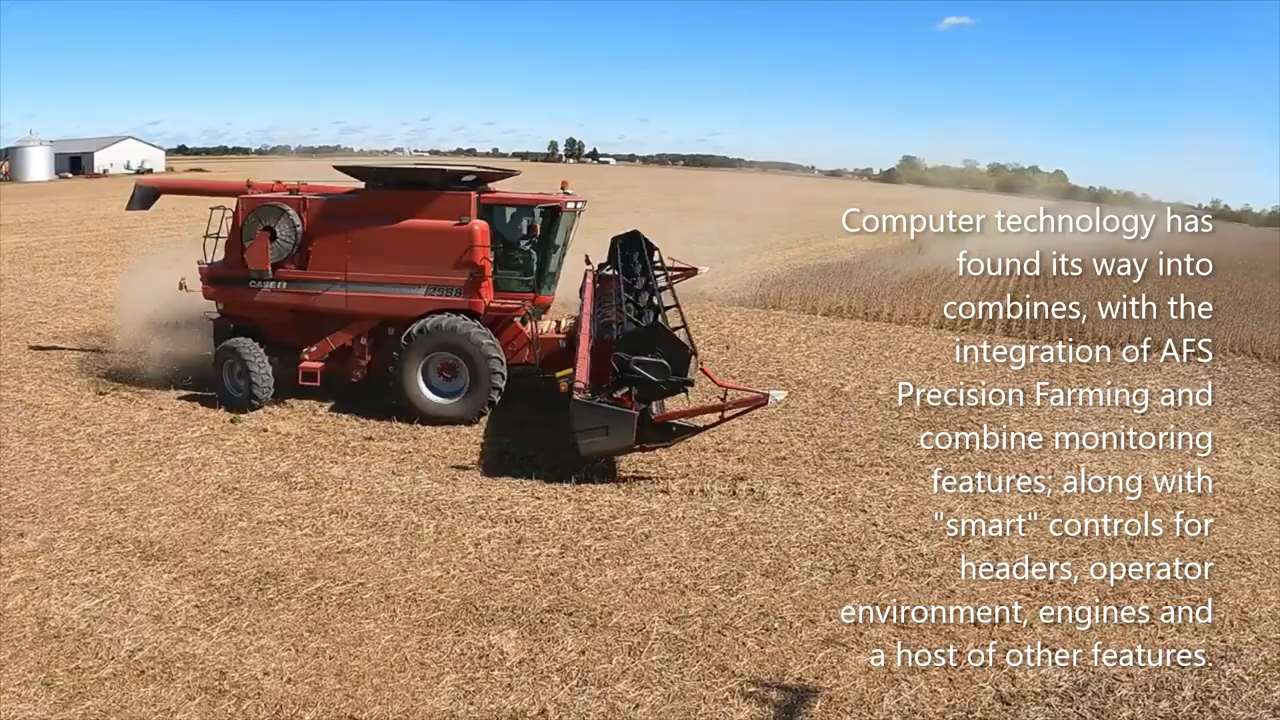 CASE IH
2588
Computer technology has
found its way into
combines, with the
integration of AFS
Precision Farming and
combine monitoring
features; along with
"smart" controls for
headers, operator
environment, engines and
a host of other features.